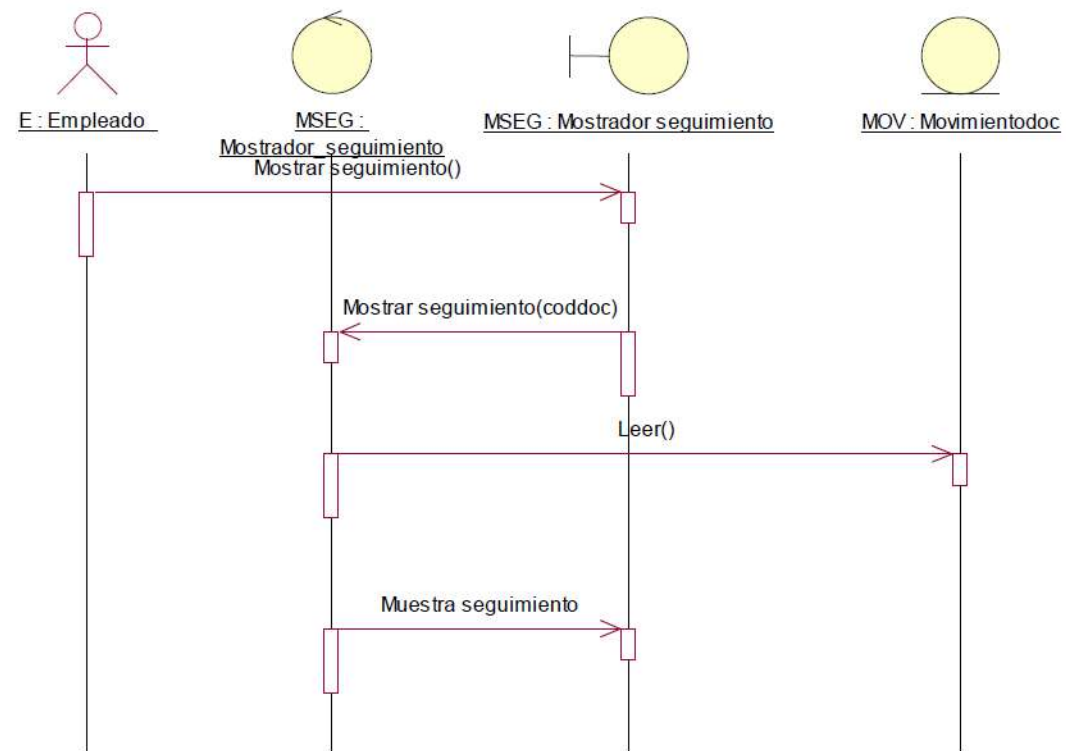 E : Empleado
MSEG :
Mostrador_seguimiento
MSEG : Mostrador seguimiento
MOV : Movimientodoc
Mostrar seguimiento()
Mostrar seguimiento(coddoc)
Leer()
Muestra seguimiento